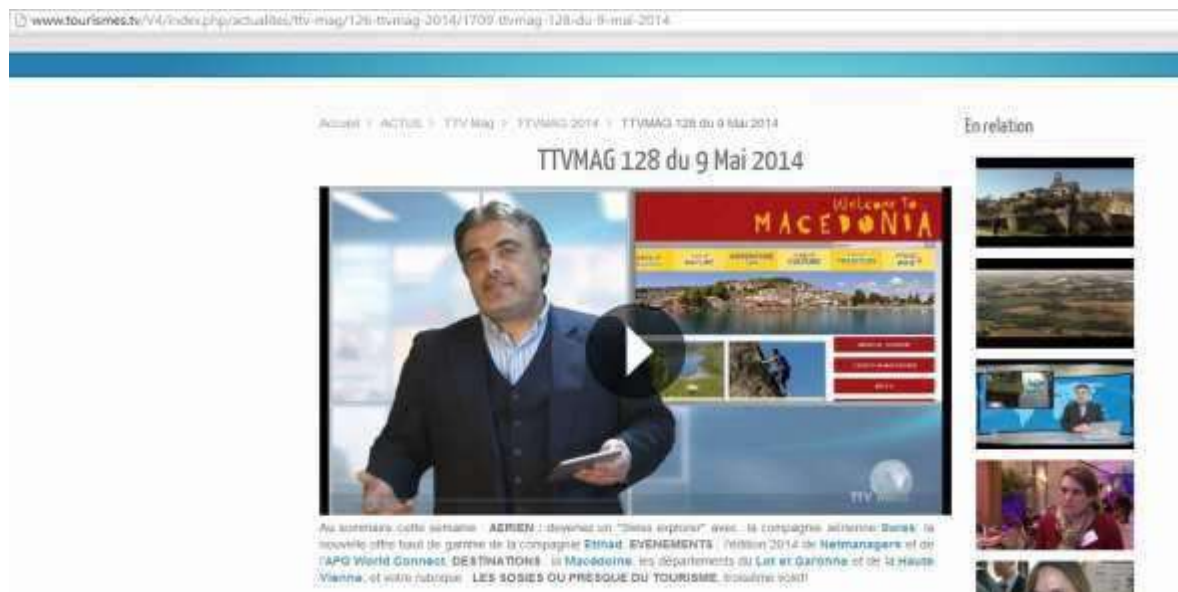 www.tourismes.tv/V4/index.php/actualites/ttv-mag/126-ttvmag-2014/1709-ttvmag-128-du-9-mai-2014
Accueil > ACTUS > TTV Mag > TTVMAG 2014 > TTVMAG 128 du 9 Mai 2014
En relation
TTVMAG 128 du 9 Mai 2014
Welcome To
MACEDONIA
NATURE ADVENTURE CULTURE TRADITION
TTV
Au sommaire cette semaine : AERIEN : devenez un "Swiss explorer" avec la compagnie aérienne Swiss, la
nouvelle offre haut de gamme de la compagnie Etihad, EVENEMENTS : l'édition 2014 de Netmanagers et de
l'APG World Connect, DESTINATIONS : la Macédoine, les départements du Lot et Garonne et de la Haute
Vienne, et votre rubrique : LES SOSIES OU PRESQUE DU TOURISME, troisième volet!